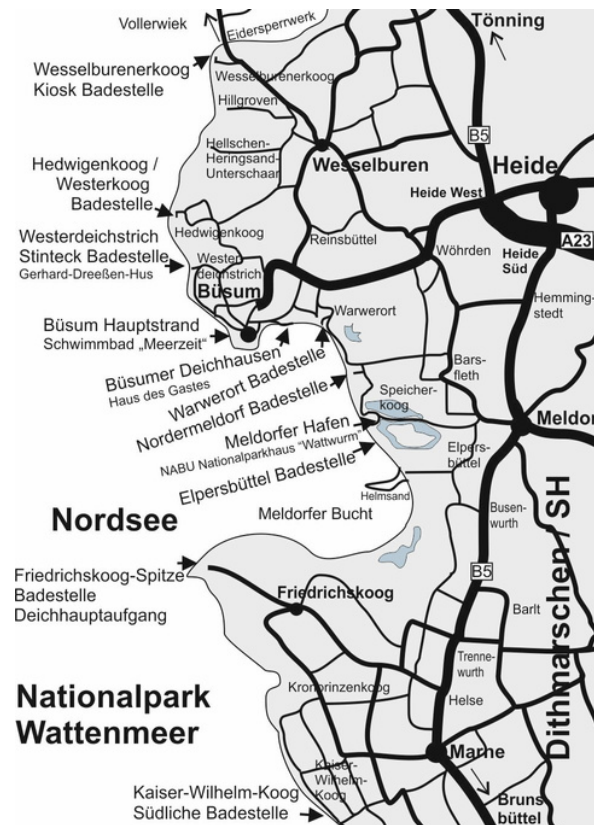 Vollerwiek
Eidersperrwerk
Tönning
Wesselburenerkoog
Kiosk Badestelle
Wesselburenerkoog
Hillgroven
B5
Hellschen-
Heringsand-
Unterschaar
Wesselburen
Heide
Hedwigenkoog /
Westerkoog
Badestelle
Heide West
Hedwigenkoog
Reinsbüttel
Wöhrden
Heide
Süd
A23
Westerdeichstrich
Stinteck Badestelle
Gerhard-Dreeßen-Hus
Wester-
deichstrich
Büsum
Hemming-
stedt
Büsum Hauptstrand
Schwimmbad „Meerzeit“
Warwerort
Büsumer Deichhausen
Haus des Gastes
Warwerort Badestelle
Nordermeldorf Badestelle
Bars-
fleth
Speicher-
koog
Meldorfer Hafen
NABU Nationalparkhaus “Wattwurm”
Meldor
Elpersbüttel Badestelle
Elpers-
büttel
Helmsand
Meldorfer Bucht
Nordsee
Busen-
wurth
Dithmarschen / SH
Friedrichskoog-Spitze
Badestelle
Deichhauptaufgang
B5
Friedrichskoog
Barlt
Trenne-
wurth
Kronprinzenkoog
Helse
Nationalpark
Wattenmeer
Marne
Kaiser-
Wilhelm-
Koog
Kaiser-Wilhelm-Koog
Südliche Badestelle
Bruns
büttel